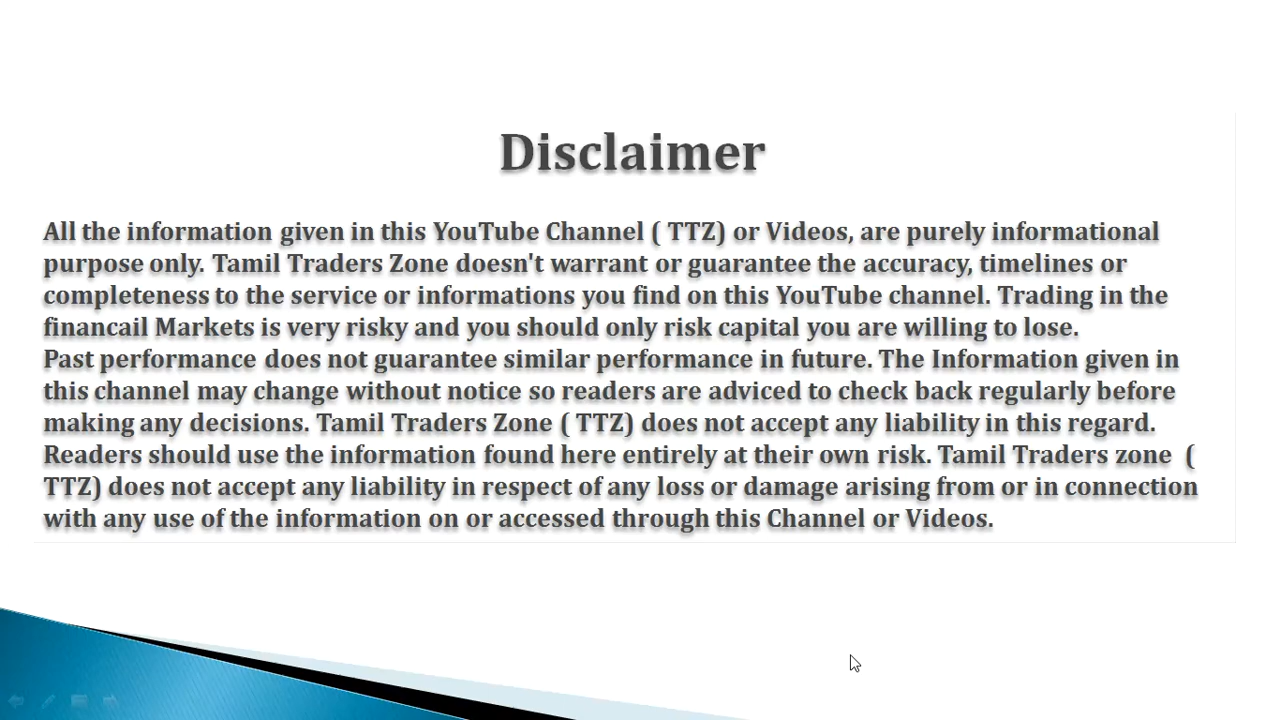 Disclaimer
All the information given in this YouTube Channel ( TTZ) or Videos, are purely informational
purpose only. Tamil Traders Zone doesn't warrant or guarantee the accuracy, timelines or
completeness to the service or informations you find on this YouTube channel. Trading in the
financail Markets is very risky and you should only risk capital you are willing to lose.
Past performance does not guarantee similar performance in future. The Information given in
this channel may change without notice so readers are adviced to check back regularly before
making any decisions. Tamil Traders Zone ( TTZ) does not accept any liability in this regard.
Readers should use the information found here entirely at their own risk. Tamil Traders zone  (
TTZ) does not accept any liability in respect of any loss or damage arising from or in connection
with any use of the information on or accessed through this Channel or Videos.